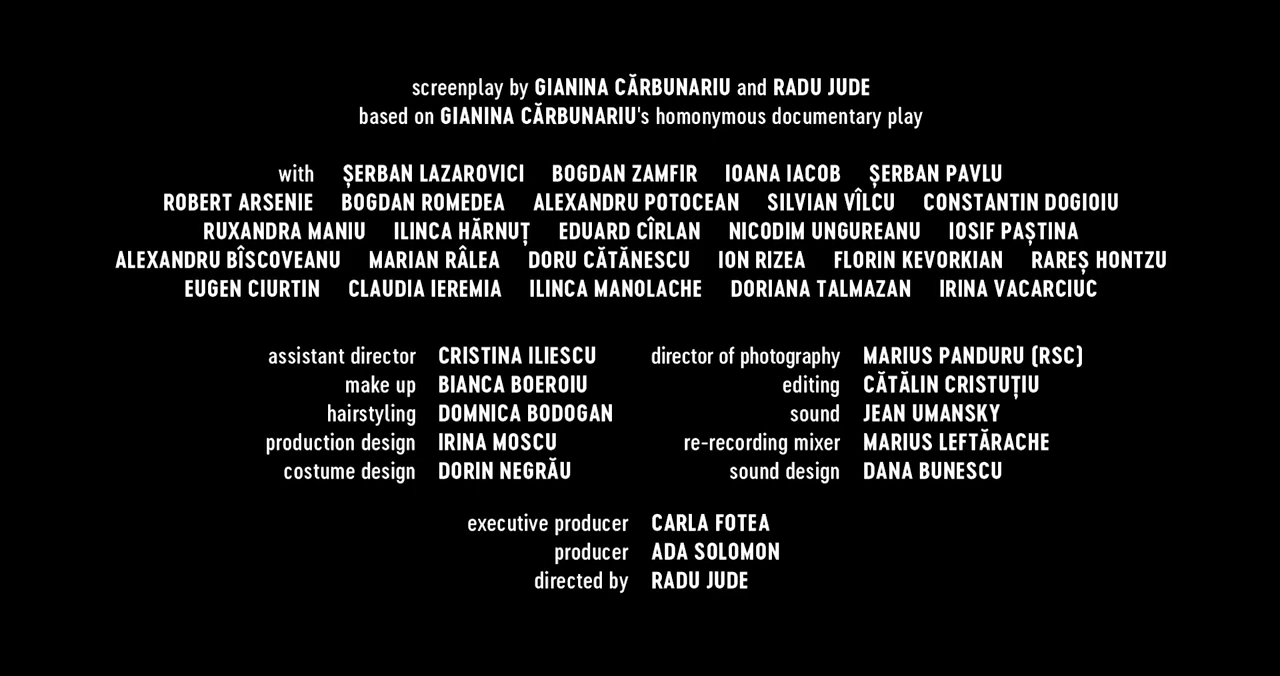 screenplay by GIANINA CĂRBUNARIU and RADU JUDE
based on GIANINA CĂRBUNARIU's homonymous documentary play
with ȘERBAN LAZAROVICI BOGDAN ZAMFIR IOANA IACOB ȘERBAN PAVLU
ROBERT ARSENIE BOGDAN ROMEDEA ALEXANDRU POTOCEAN SILVIAN VÎLCU CONSTANTIN DOGIOIU
RUXANDRA MANIU ILINCA HĂRNUȚ EDUARD CÎRLAN NICODIM UNGUREANU IOSIF PAȘTINA
ALEXANDRU BÎSCOVEANU MARIAN RÂLEA DORU CĂTĂNESCU ION RIZEA FLORIN KEVORKIAN RAREȘ HONTZU
EUGEN CIURTIN CLAUDIA IEREMIA ILINCA MANOLACHE DORIANA TALMAZAN IRINA VACARCIUC
assistant director CRISTINA ILIESCU
make up BIANCA BOEROIU
hairstyling DOMNICA BODOGAN
production design IRINA MOSCU
costume design DORIN NEGRĂU
director of photography MARIUS PANDURU (RSC)
editing CĂTĂLIN CRISTUȚIU
sound JEAN UMANSKY
re-recording mixer MARIUS LEFTĂRACHE
sound design DANA BUNESCU
executive producer CARLA FOTEA
producer ADA SOLOMON
directed by RADU JUDE